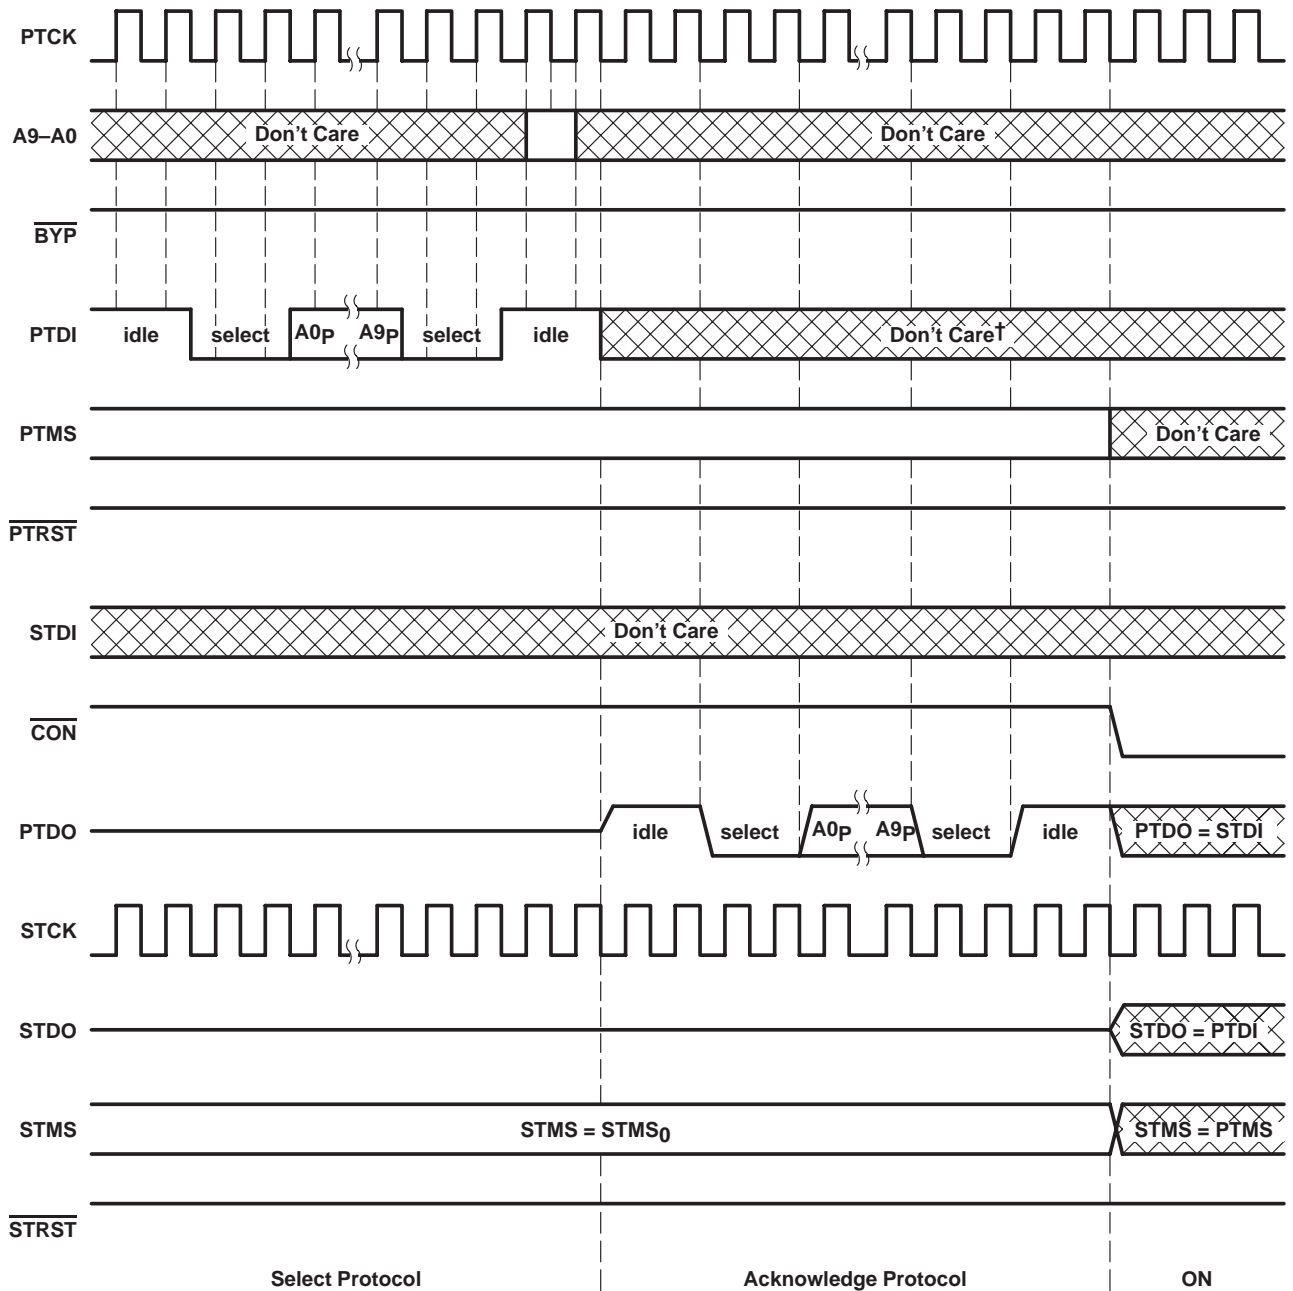 PTCK
A9–A0 Don't Care Don't Care
BYP
PTDI idle select A0P A9P select idle Don't Care†
PTMS Don't Care
PTRST
STDI Don't Care
CON
PTDO idle select A0P A9P select idle PTDO = STDI
STCK
STDO STDO = PTDI
STMS STMS = STMS0 STMS = PTMS
STRST
Select Protocol Acknowledge Protocol ON